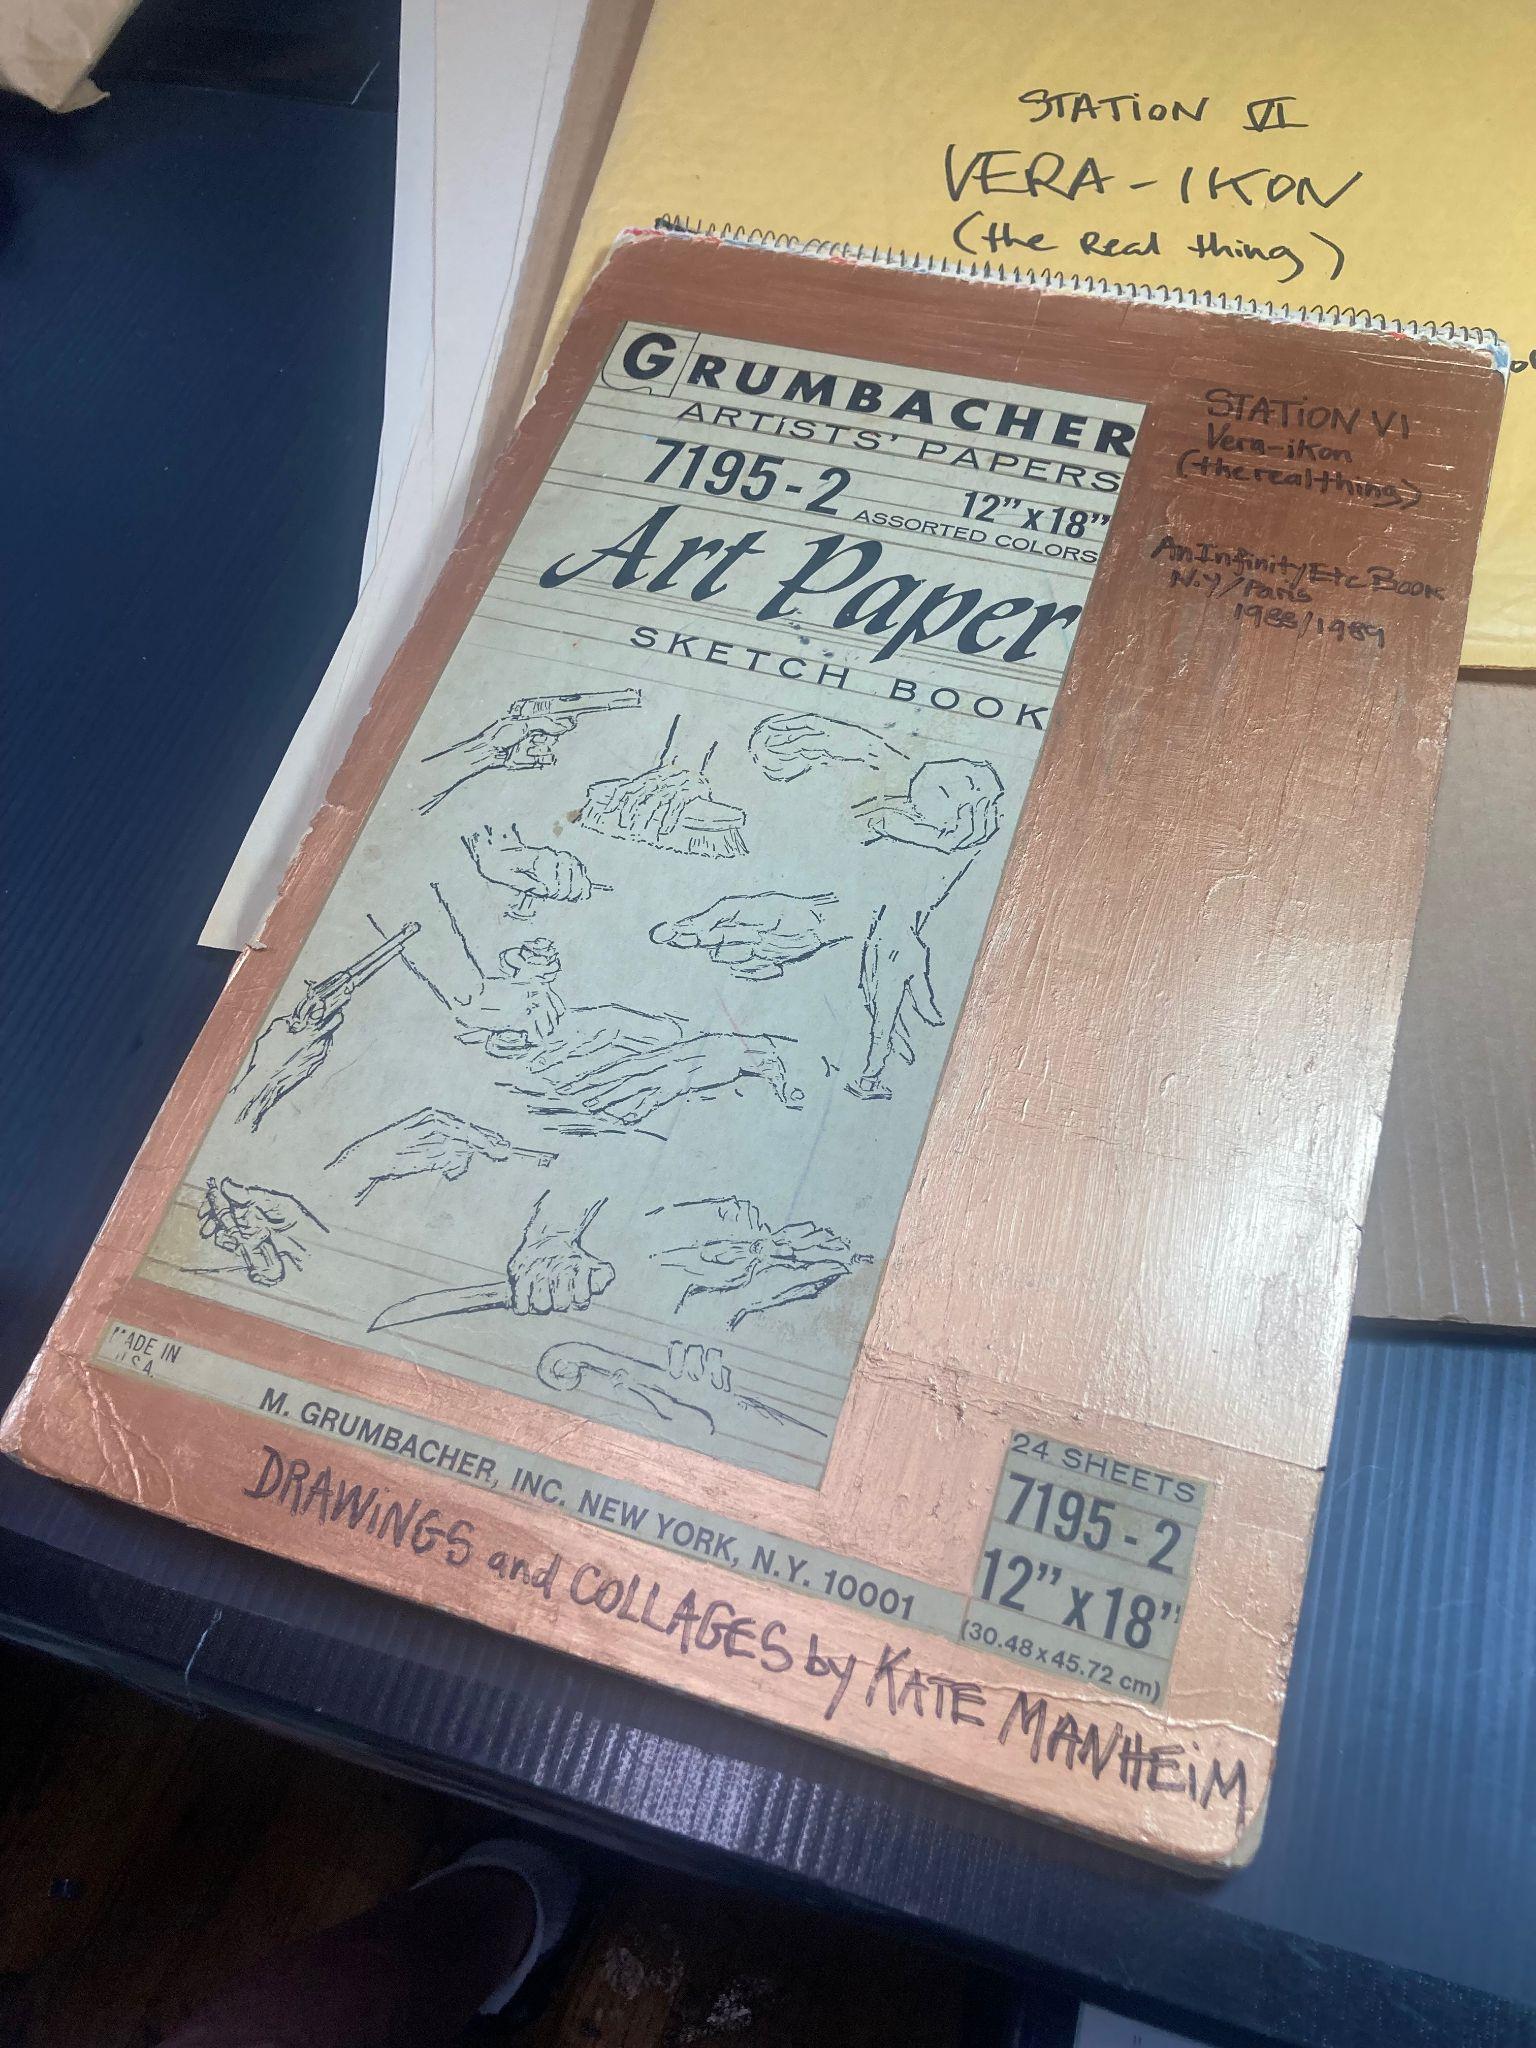 STATION VI
VERA-IKON
(the Real thing)
GRUMBACHER
ARTISTS' PAPERS
7195-2 12" x 18"
ASSORTED COLORS
Art Paper
SKETCH BOOK
STATION VI
Vera-ikon
(the real thing)
An Infinity Etc Book
N.Y/Paris
1988/1989
MADE IN
U.S.A.
M. GRUMBACHER, INC. NEW YORK, N.Y. 10001
24 SHEETS
7195-2
12" x 18"
(30.48 x 45.72 cm)
DRAWINGS and COLLAGES by KATE MANHEIM